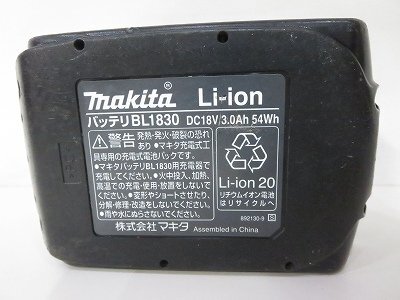 makita® Li-ion
バッテリBL1830 DC18V/3.0Ah 54Wh
警告 発熱・発火・破裂の恐れ
あり ●マキタ充電式工
具専用の充電式電池パックです。
●マキタバッテリBL1830用充電器で
充電してください。●火中投入、加熱、
高温での充電・使用・放置をしない
でください。●変形やショートさせたり、
分解・修理・改造をしないでください。
●雨や水にぬらさないでください。
株式会社マキタ
Li-ion 20
リチウムイオン電池
はリサイクルへ
892130-9 S
Assembled in China